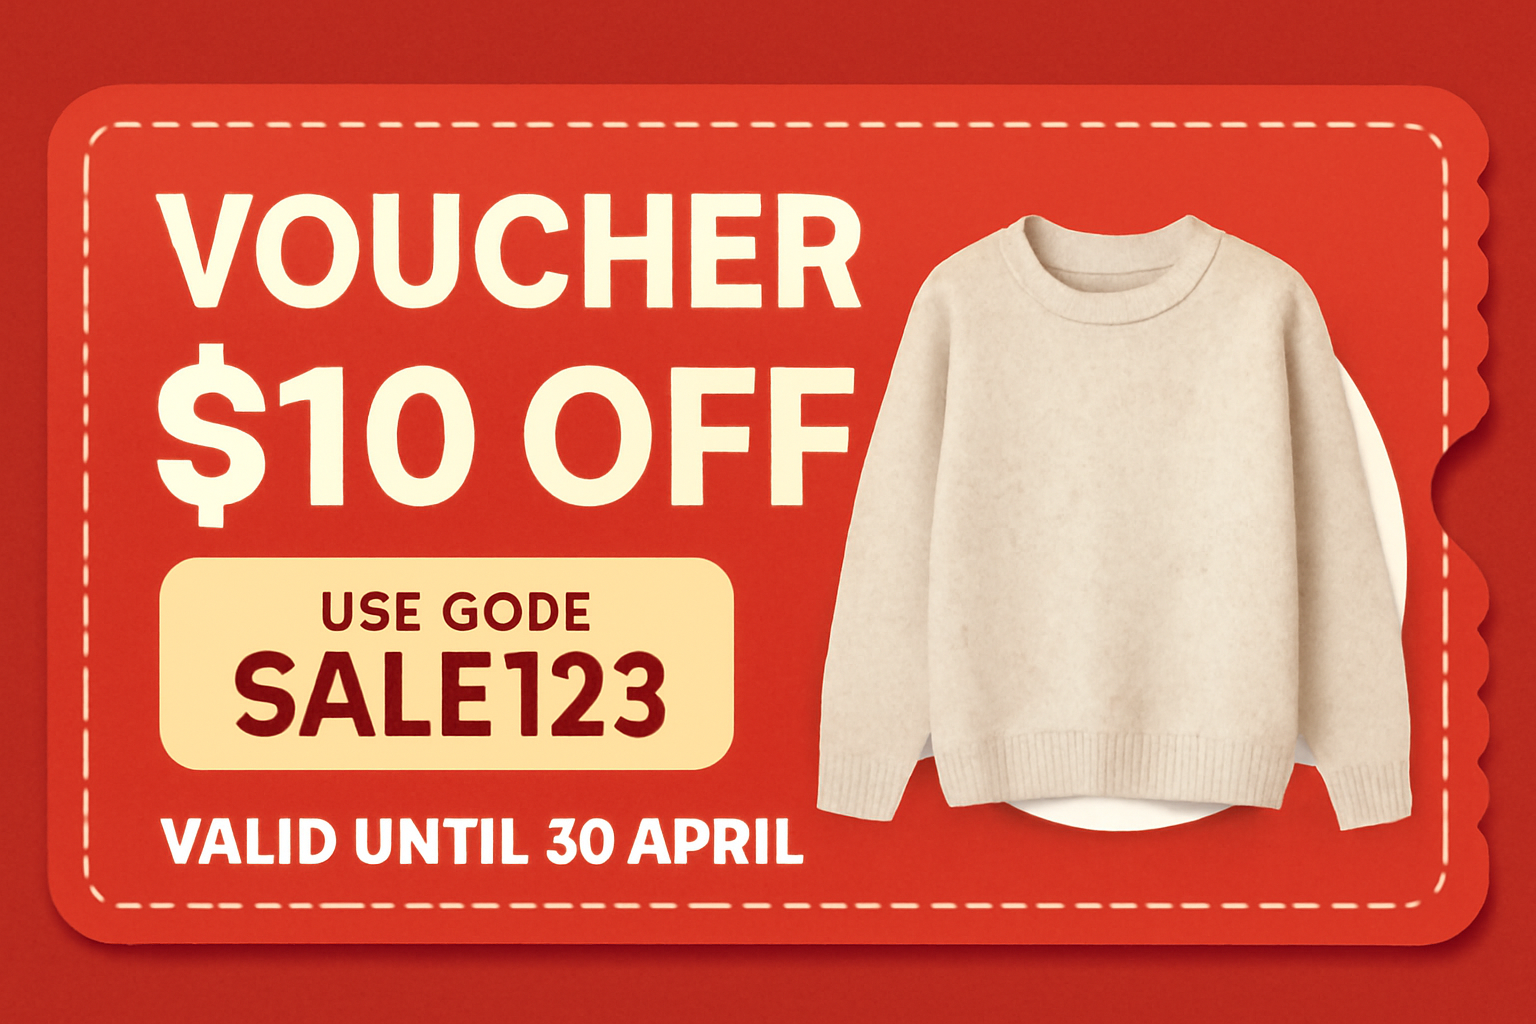 VOUCHER
$10 OFF
USE GODE
SALE123
VALID UNTIL 30 APRIL